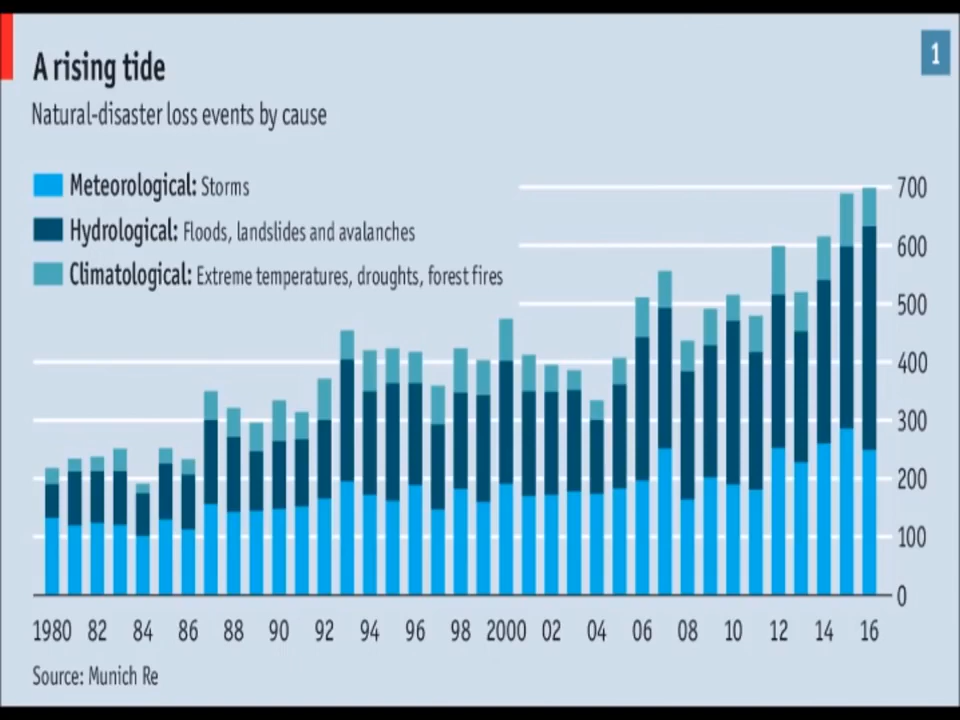 1
A rising tide
Natural-disaster loss events by cause
Meteorological: Storms
Hydrological: Floods, landslides and avalanches
Climatological: Extreme temperatures, droughts, forest fires
700
600
500
400
300
200
100
0
1980 82 84 86 88 90 92 94 96 98 2000 02 04 06 08 10 12 14 16
Source: Munich Re